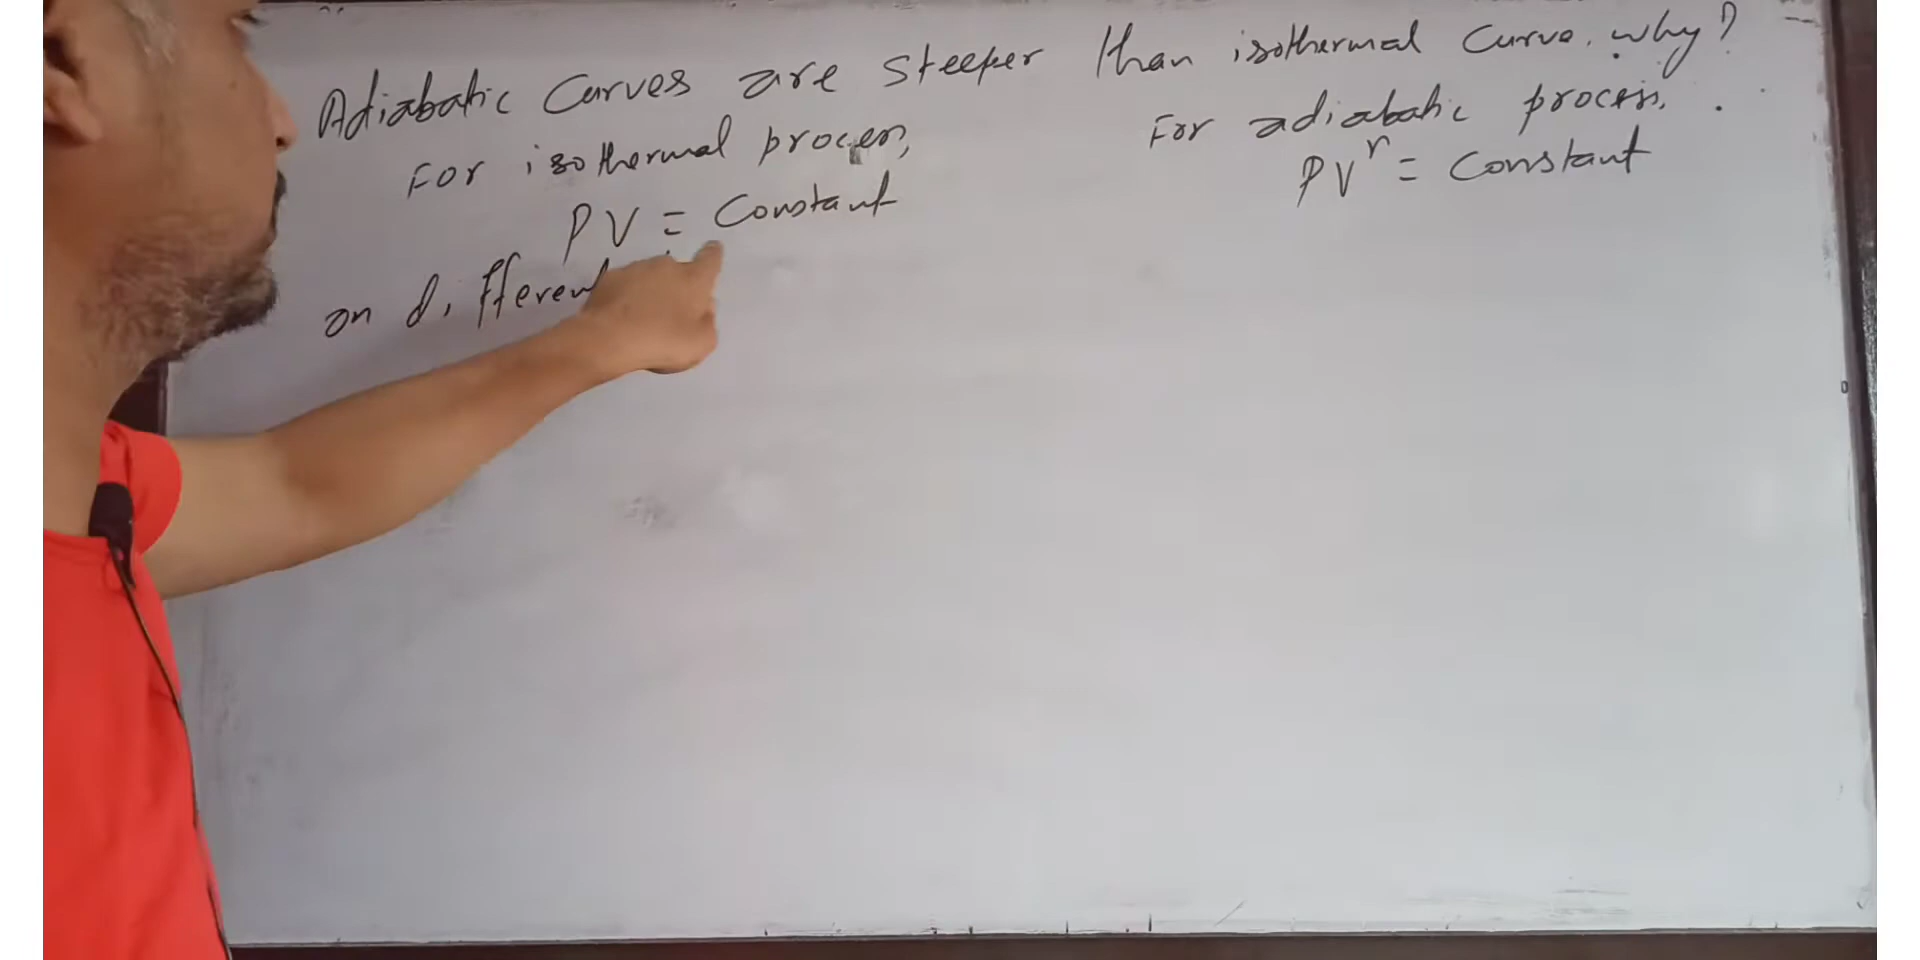 Adiabatic Curves are steeper than isothermal Curve. why?
For isothermal process,
PV = Constant
on different
For adiabatic process.
PV^r = Constant